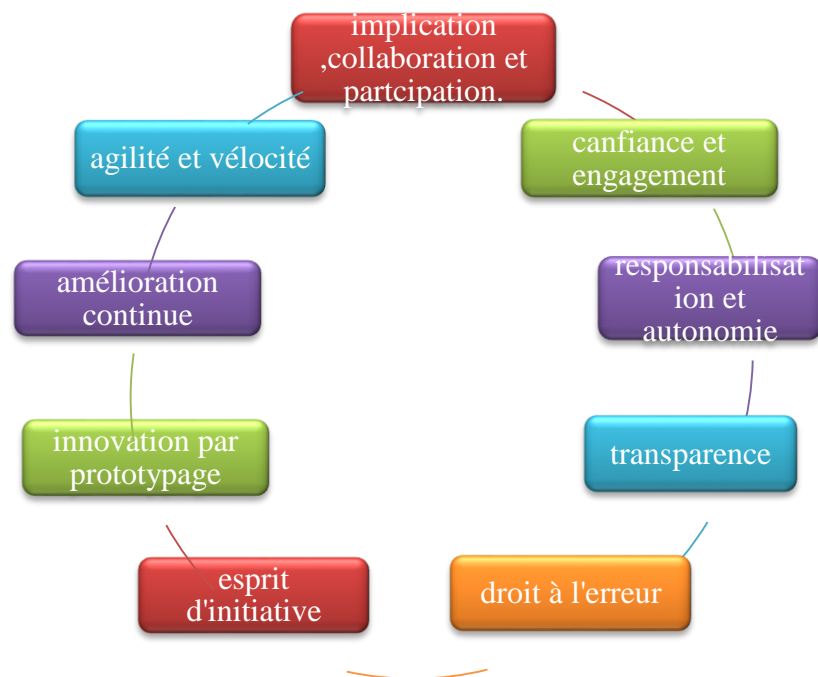 implication
,collaboration et
partcipation.
canfiance et
engagement
responsabilisat
ion et
autonomie
transparence
droit à l'erreur
esprit
d'initiative
innovation par
prototypage
amélioration
continue
agilité et vélocité